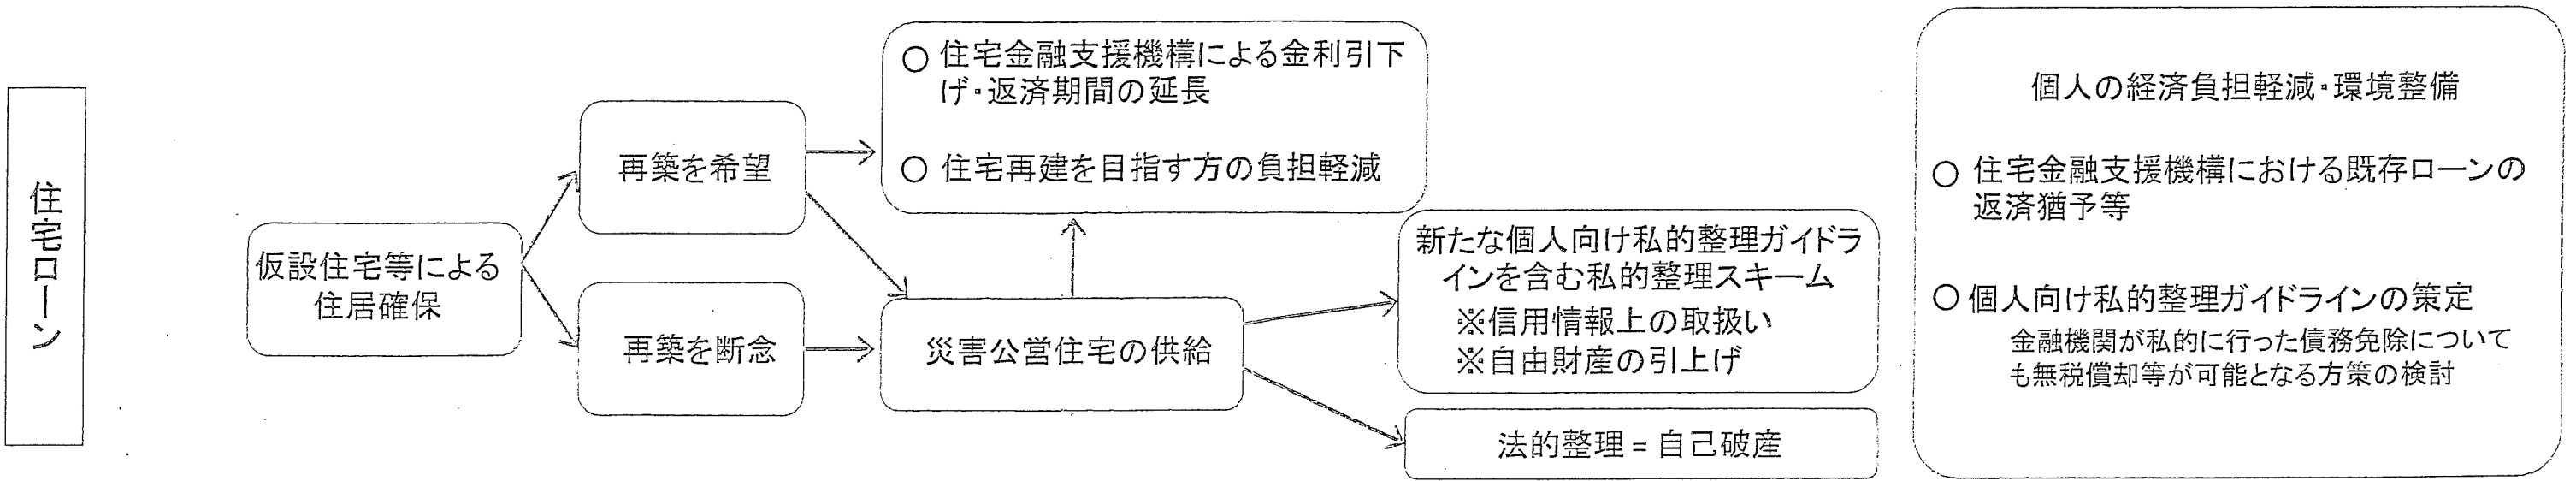 住宅ローン
仮設住宅等による
住居確保
再築を希望
再築を断念
○ 住宅金融支援機構による金利引下
げ・返済期間の延長
○ 住宅再建を目指す方の負担軽減
災害公営住宅の供給
新たな個人向け私的整理ガイドラ
インを含む私的整理スキーム
※信用情報上の取扱い
※自由財産の引上げ
法的整理=自己破産
個人の経済負担軽減・環境整備
○ 住宅金融支援機構における既存ローンの
返済猶予等
○ 個人向け私的整理ガイドラインの策定
金融機関が私的に行った債務免除について
も無税償却等が可能となる方策の検討